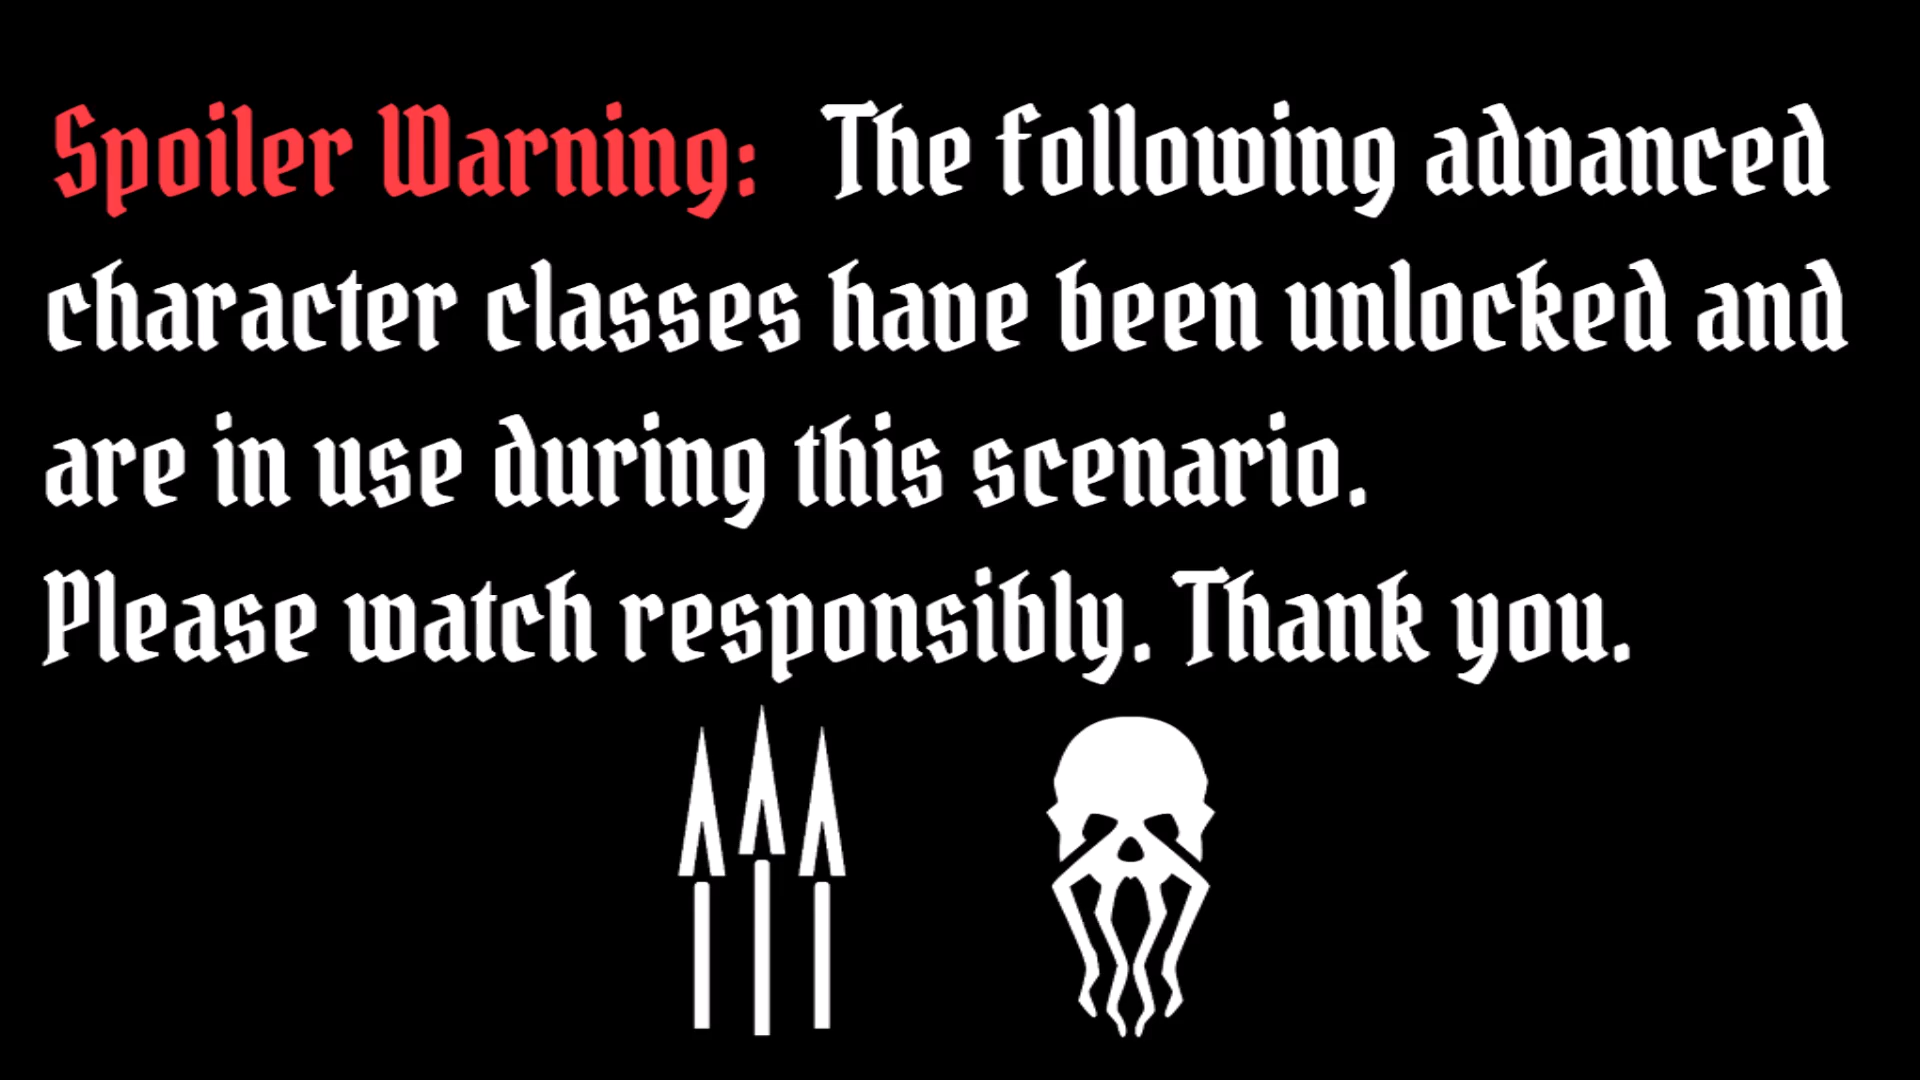 Spoiler Warning: The following advanced
character classes have been unlocked and
are in use during this scenario.
Please watch responsibly. Thank you.